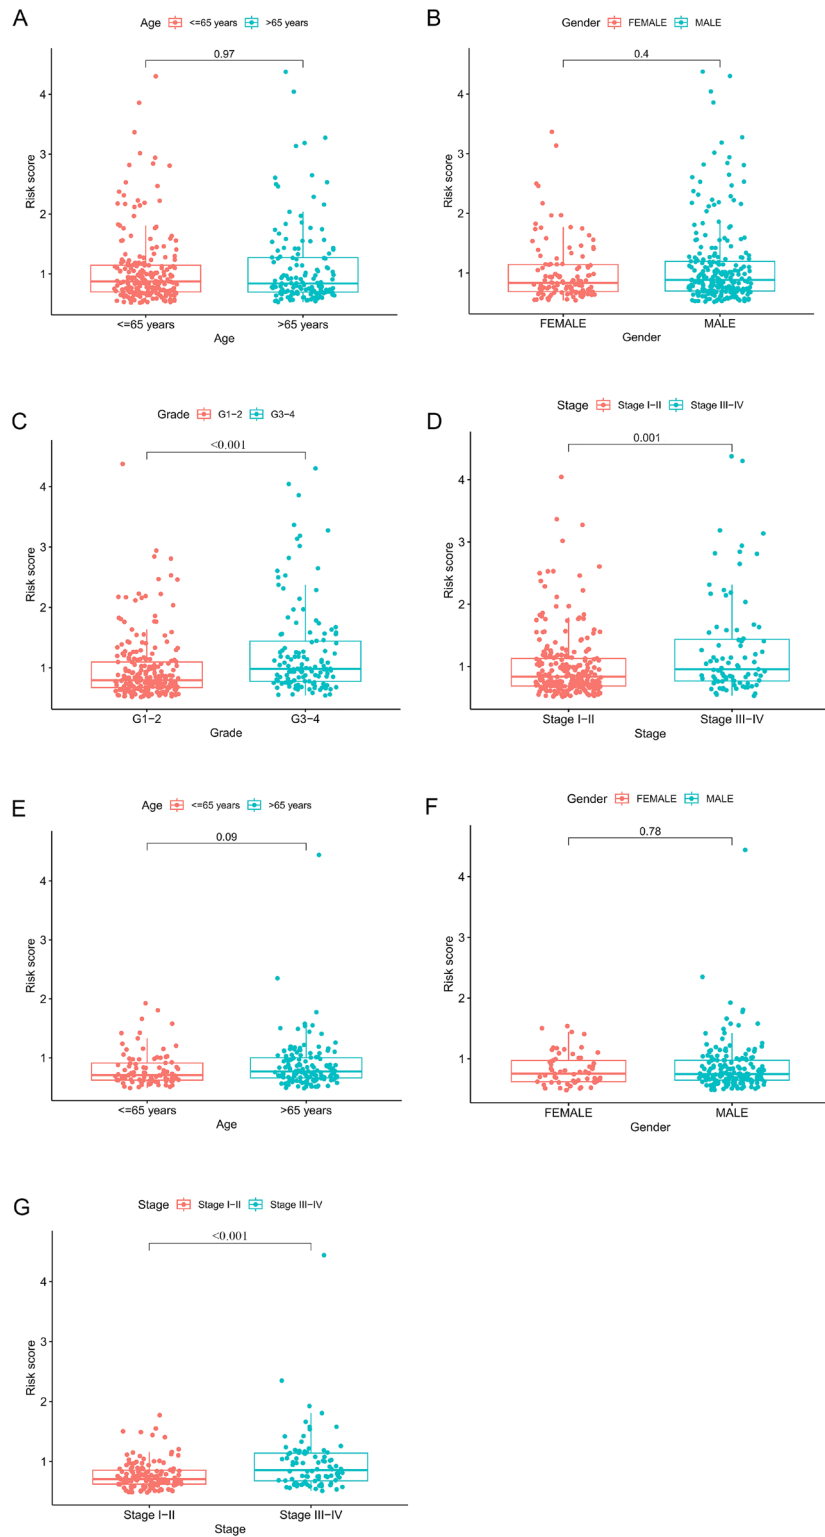 A
Age <=65 years >65 years
0.97
4
3
2
1
Risk score
<=65 years >65 years
Age
B
Gender FEMALE MALE
0.4
4
3
2
1
Risk score
FEMALE MALE
Gender
C
Grade G1−2 G3−4
<0.001
4
3
2
1
Risk score
G1−2 G3−4
Grade
D
Stage Stage I−II Stage III−IV
0.001
4
3
2
1
Risk score
Stage I−II Stage III−IV
Stage
E
Age <=65 years >65 years
0.09
4
3
2
1
Risk score
<=65 years >65 years
Age
F
Gender FEMALE MALE
0.78
4
3
2
1
Risk score
FEMALE MALE
Gender
G
Stage Stage I−II Stage III−IV
<0.001
4
3
2
1
Risk score
Stage I−II Stage III−IV
Stage